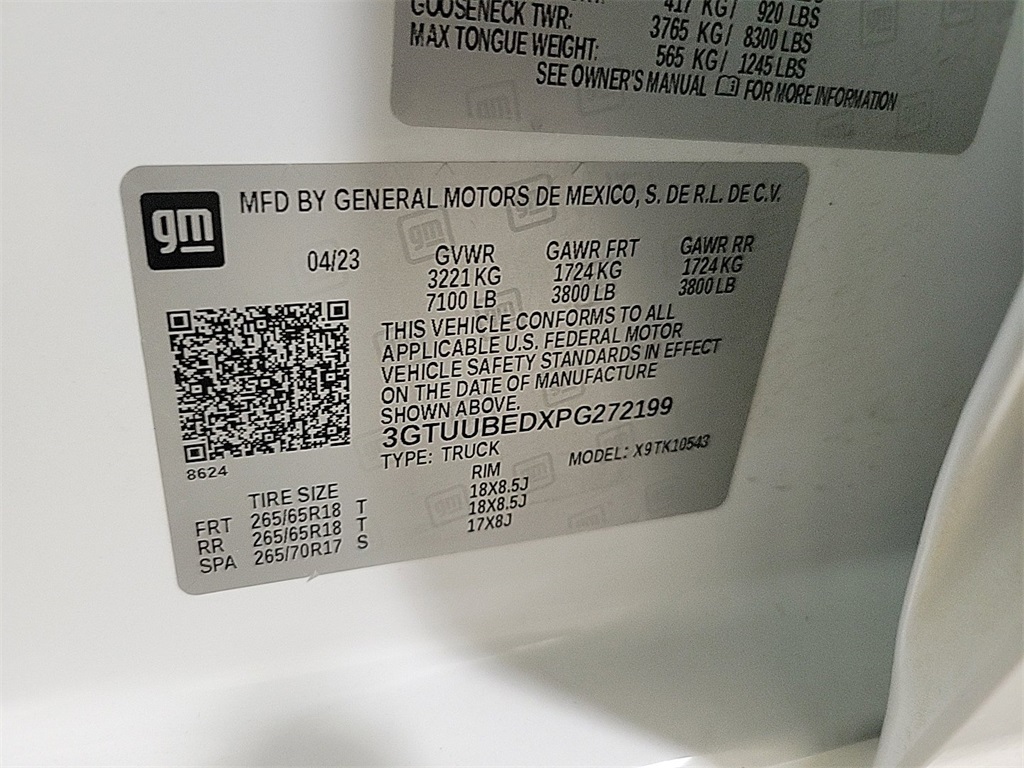 417 KG/ 920 LBS
GOOSENECK TWR: 3765 KG/ 8300 LBS
MAX TONGUE WEIGHT: 565 KG/ 1245 LBS
SEE OWNER'S MANUAL FOR MORE INFORMATION
gm
MFD BY GENERAL MOTORS DE MEXICO, S. DE R.L. DE C.V.
04/23 GVWR GAWR FRT GAWR RR
3221 KG 1724 KG 1724 KG
7100 LB 3800 LB 3800 LB
THIS VEHICLE CONFORMS TO ALL
APPLICABLE U.S. FEDERAL MOTOR
VEHICLE SAFETY STANDARDS IN EFFECT
ON THE DATE OF MANUFACTURE
SHOWN ABOVE.
3GTUUBEDXPG272199
8624
TYPE: TRUCK MODEL: X9TK10543
TIRE SIZE RIM
FRT 265/65R18 T 18X8.5J
RR 265/65R18 T 18X8.5J
SPA 265/70R17 S 17X8J